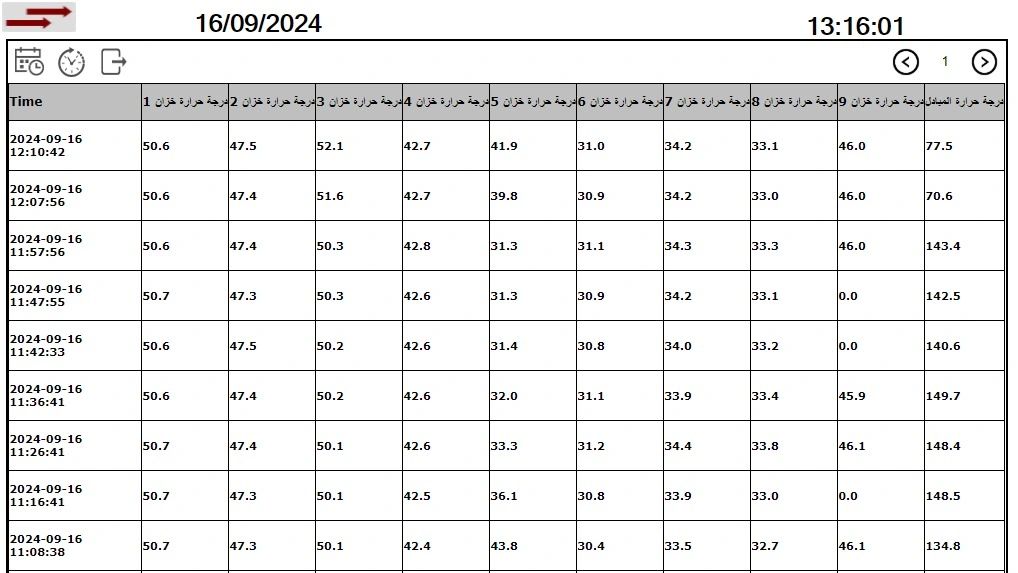 16/09/2024 13:16:01
1
Time درجة حرارة خزان 1 درجة حرارة خزان 2 درجة حرارة خزان 3 درجة حرارة خزان 4 درجة حرارة خزان 5 درجة حرارة خزان 6 درجة حرارة خزان 7 درجة حرارة خزان 8 درجة حرارة خزان 9 درجة حرارة المبادل
2024-09-16 12:10:42 50.6 47.5 52.1 42.7 41.9 31.0 34.2 33.1 46.0 77.5
2024-09-16 12:07:56 50.6 47.4 51.6 42.7 39.8 30.9 34.2 33.0 46.0 70.6
2024-09-16 11:57:56 50.6 47.4 50.3 42.8 31.3 31.1 34.3 33.3 46.0 143.4
2024-09-16 11:47:55 50.7 47.3 50.3 42.6 31.3 30.9 34.2 33.1 0.0 142.5
2024-09-16 11:42:33 50.6 47.5 50.2 42.6 31.4 30.8 34.0 33.2 0.0 140.6
2024-09-16 11:36:41 50.6 47.4 50.2 42.6 32.0 31.1 33.9 33.4 45.9 149.7
2024-09-16 11:26:41 50.7 47.4 50.1 42.6 33.3 31.2 34.4 33.8 46.1 148.4
2024-09-16 11:16:41 50.7 47.3 50.1 42.5 36.1 30.8 33.9 33.0 0.0 148.5
2024-09-16 11:08:38 50.7 47.3 50.1 42.4 43.8 30.4 33.5 32.7 46.1 134.8